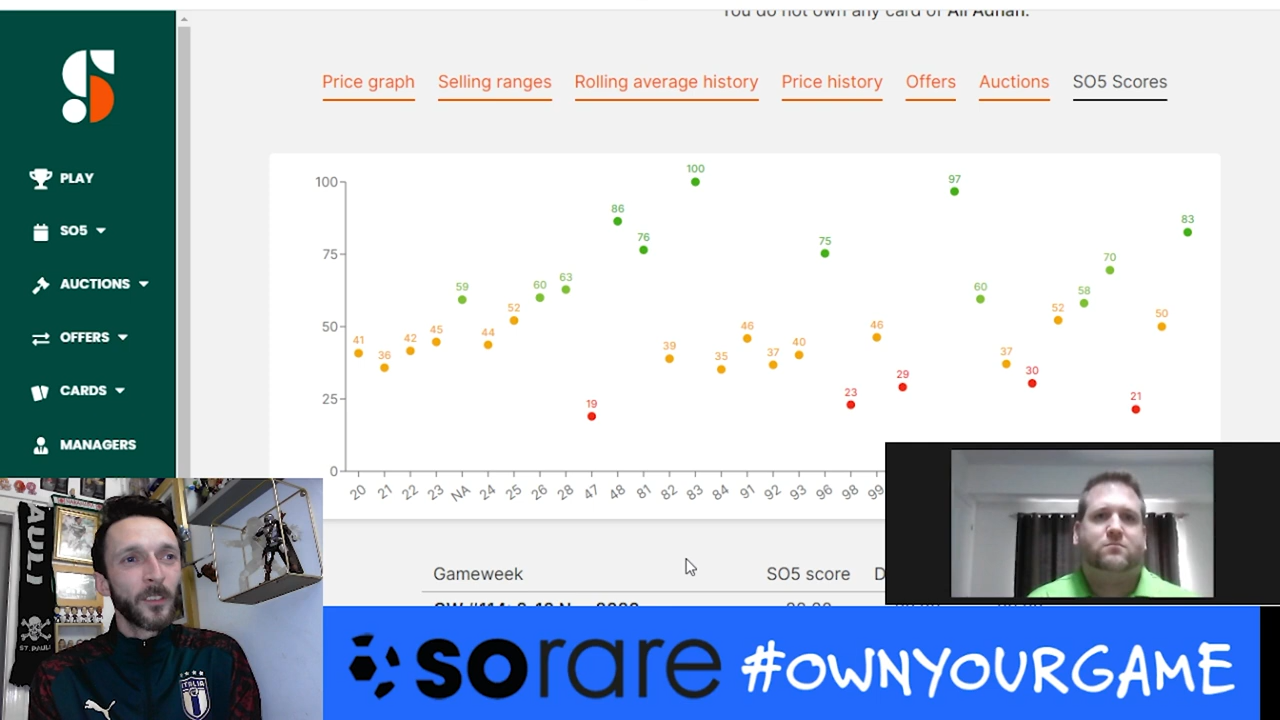 You do not own any card of Ali Adnan.
Price graph Selling ranges Rolling average history Price history Offers Auctions SO5 Scores
PLAY
SO5
AUCTIONS
OFFERS
CARDS
MANAGERS
100
75
50
25
0
41 36 42 45 59 44 52 60 63 19 86 76 39 100 35 46 37 40 75 23 46 29 97 60 37 30 52 58 70 21 50 83
20 21 22 23 NA 24 25 26 28 47 48 81 82 83 84 91 92 93 96 98 99
Gameweek SO5 score
AULI
ST. PAULI
ITALIA
sorare #OWNYOURGAME